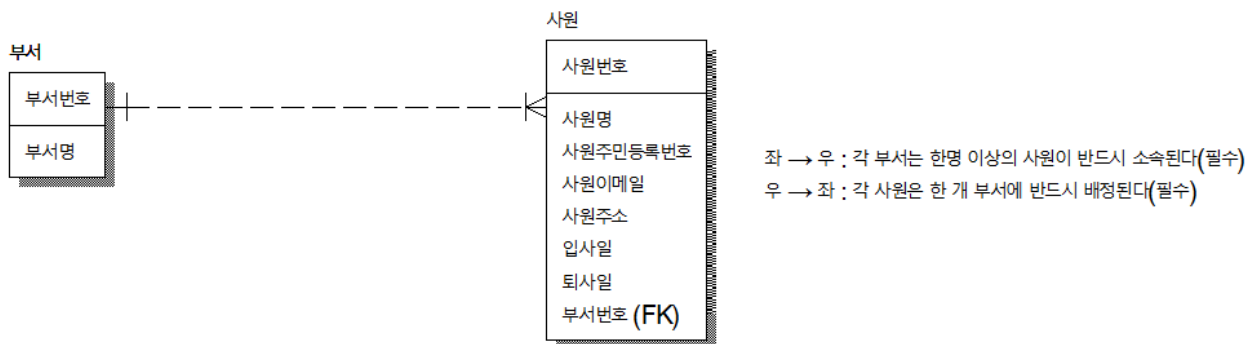 부서
부서번호
부서명
사원
사원번호
사원명
사원주민등록번호
사원이메일
사원주소
입사일
퇴사일
부서번호 (FK)
좌 → 우 : 각 부서는 한명 이상의 사원이 반드시 소속된다(필수)
우 → 좌 : 각 사원은 한 개 부서에 반드시 배정된다(필수)